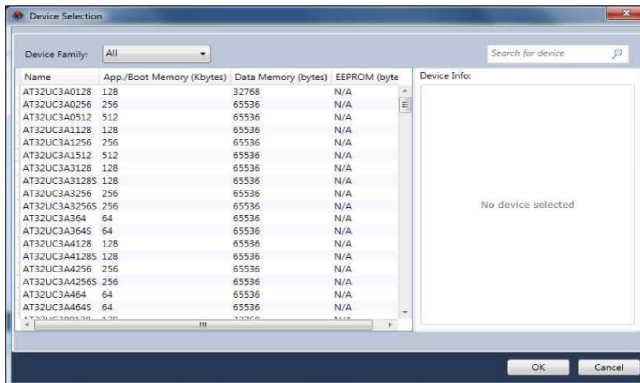 Device Selection
Device Family: All Search for device
Name App./Boot Memory (Kbytes) Data Memory (bytes) EEPROM (byte Device Info:
AT32UC3A0128 128 32768 N/A
AT32UC3A0256 256 65536 N/A
AT32UC3A0512 512 65536 N/A
AT32UC3A1128 128 65536 N/A
AT32UC3A1256 256 65536 N/A
AT32UC3A1512 512 65536 N/A
AT32UC3A3128 128 65536 N/A
AT32UC3A3128S 128 65536 N/A
AT32UC3A3256 256 65536 N/A
AT32UC3A3256S 256 65536 N/A
No device selected
AT32UC3A364 64 65536 N/A
AT32UC3A364S 64 65536 N/A
AT32UC3A4128 128 65536 N/A
AT32UC3A4128S 128 65536 N/A
AT32UC3A4256 256 65536 N/A
AT32UC3A4256S 256 65536 N/A
AT32UC3A464 64 65536 N/A
AT32UC3A464S 64 65536 N/A
OK Cancel